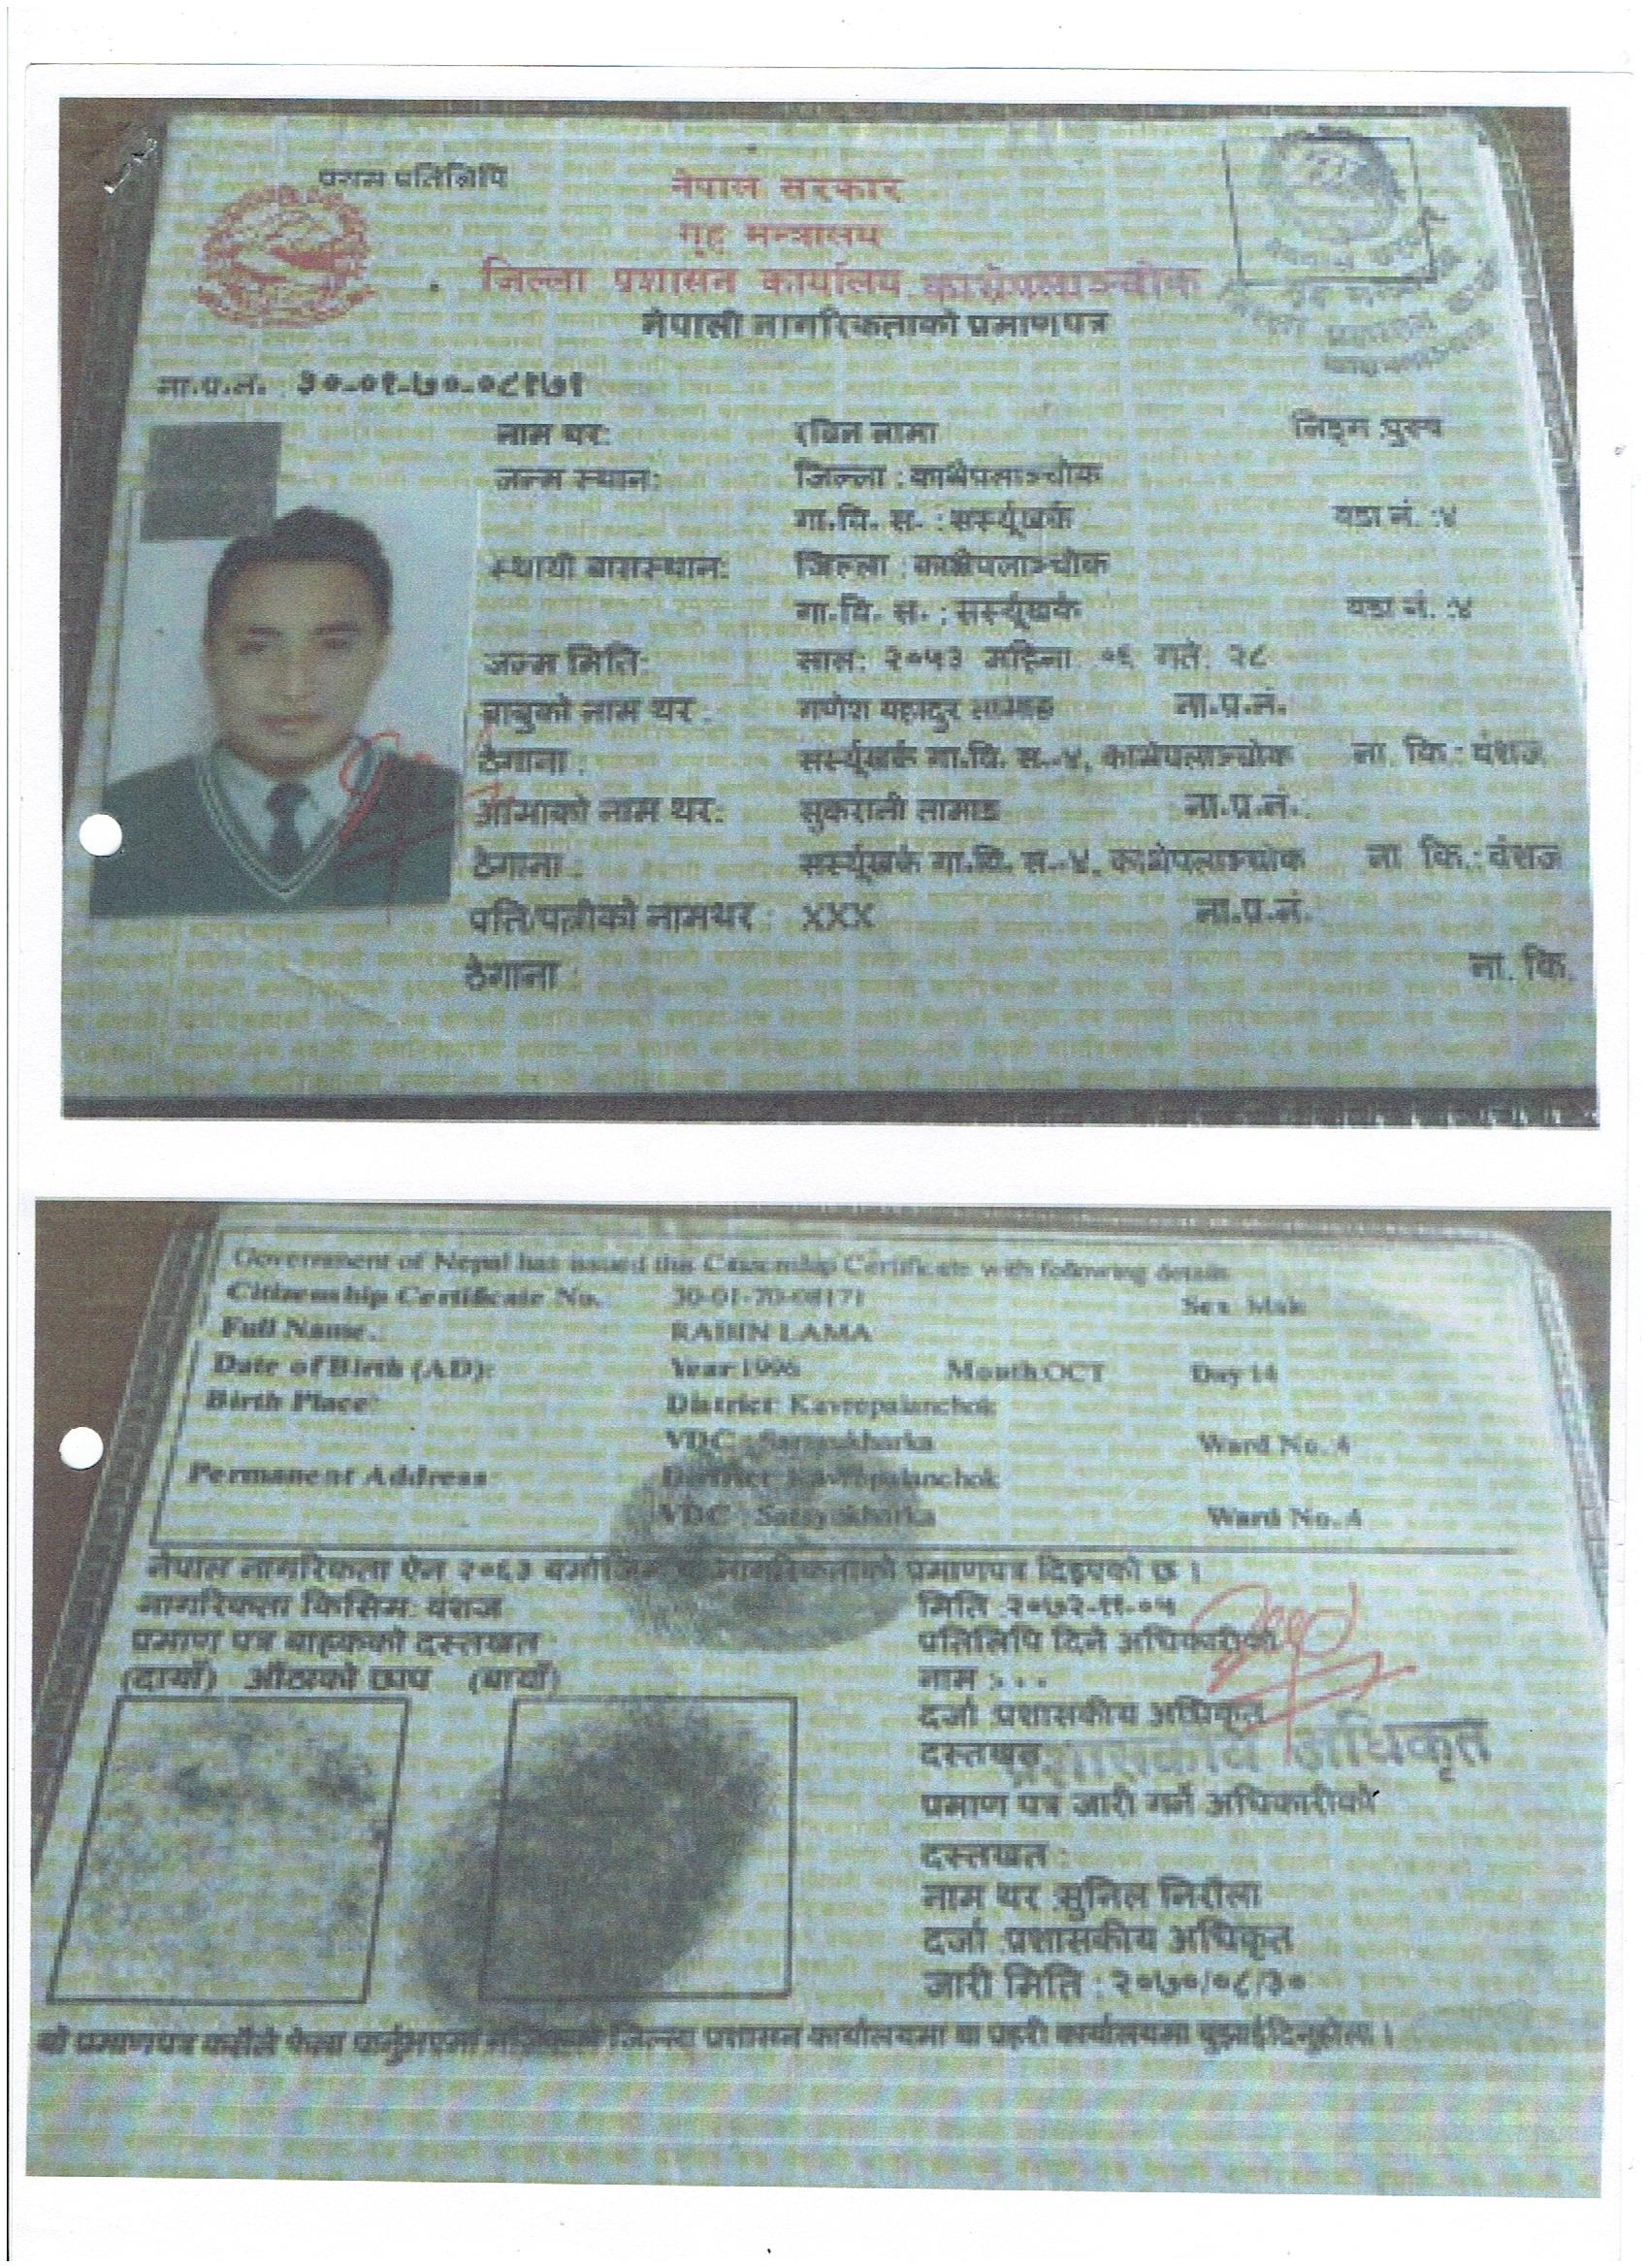 प्रथम प्रतिलिपि
नेपाल सरकार
गृह मन्त्रालय
जिल्ला प्रशासन कार्यालय काभ्रेपलाञ्चोक
नेपाली नागरिकताको प्रमाणपत्र
ना.प्र.नं. ३०-०१-७०-०८१७१
नाम थर: रविन लामा लिङ्ग :पुरुष
जन्म स्थान: जिल्ला : काभ्रेपलाञ्चोक
गा.वि. स. : सर्स्यूखर्क वडा नं. :४
स्थायी बासस्थान: जिल्ला : काभ्रेपलाञ्चोक
गा.वि. स. : सर्स्यूखर्क वडा नं. :४
जन्म मिति: साल: २०५३ महिना: ०६ गते: २८
बाबुको नाम थर : गणेश बहादुर तामाङ ना.प्र.नं.
ठेगाना : सर्स्यूखर्क गा.वि. स.-४, काभ्रेपलाञ्चोक ना. कि.: वंशज
आमाको नाम थर: सुकरानी तामाङ ना.प्र.नं.
ठेगाना : सर्स्यूखर्क गा.वि. स.-४, काभ्रेपलाञ्चोक ना. कि.: वंशज
पति/पत्नीको नामथर : XXX ना.प्र.नं.
ठेगाना : ना. कि.
Government of Nepal has issued this Citizenship Certificate with following details
Citizenship Certificate No. 30-01-70-08171 Sex: Male
Full Name.: RABIN LAMA
Date of Birth (AD): Year:1996 Month:OCT Day:14
Birth Place: District: Kavrepalanchok
VDC : Sarsyukharka Ward No.:4
Permanent Address: District: Kavrepalanchok
VDC : Sarsyukharka Ward No.:4
नेपाल नागरिकता ऐन २०६३ बमोजिम यो नागरिकताको प्रमाणपत्र दिइएको छ ।
नागरिकता किसिम: वंशज मिति :२०७२-११-०५
प्रमाण पत्र बाहकको दस्तखत प्रतिलिपि दिने अधिकारीको
(दायाँ) औंठाको छाप (बायाँ) नाम : . . .
दर्जा :प्रशासकीय अधिकृत
दस्तखत :
प्रशासकीय अधिकृत
प्रमाण पत्र जारी गर्ने अधिकारीको
दस्तखत :
नाम थर :सुनिल निरौला
दर्जा :प्रशासकीय अधिकृत
जारी मिति : २०७०/०८/३०
यो प्रमाणपत्र कसैले फेला पार्नुभएमा नजिकको जिल्ला प्रशासन कार्यालयमा वा प्रहरी कार्यालयमा बुझाईदिनुहोला ।